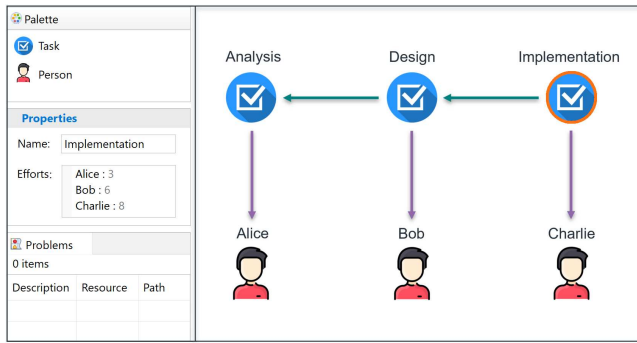 Palette
Task
Person
Properties
Name: Implementation
Efforts: Alice : 3
Bob : 6
Charlie : 8
Problems
0 items
Description Resource Path
Analysis Design Implementation
Alice Bob Charlie